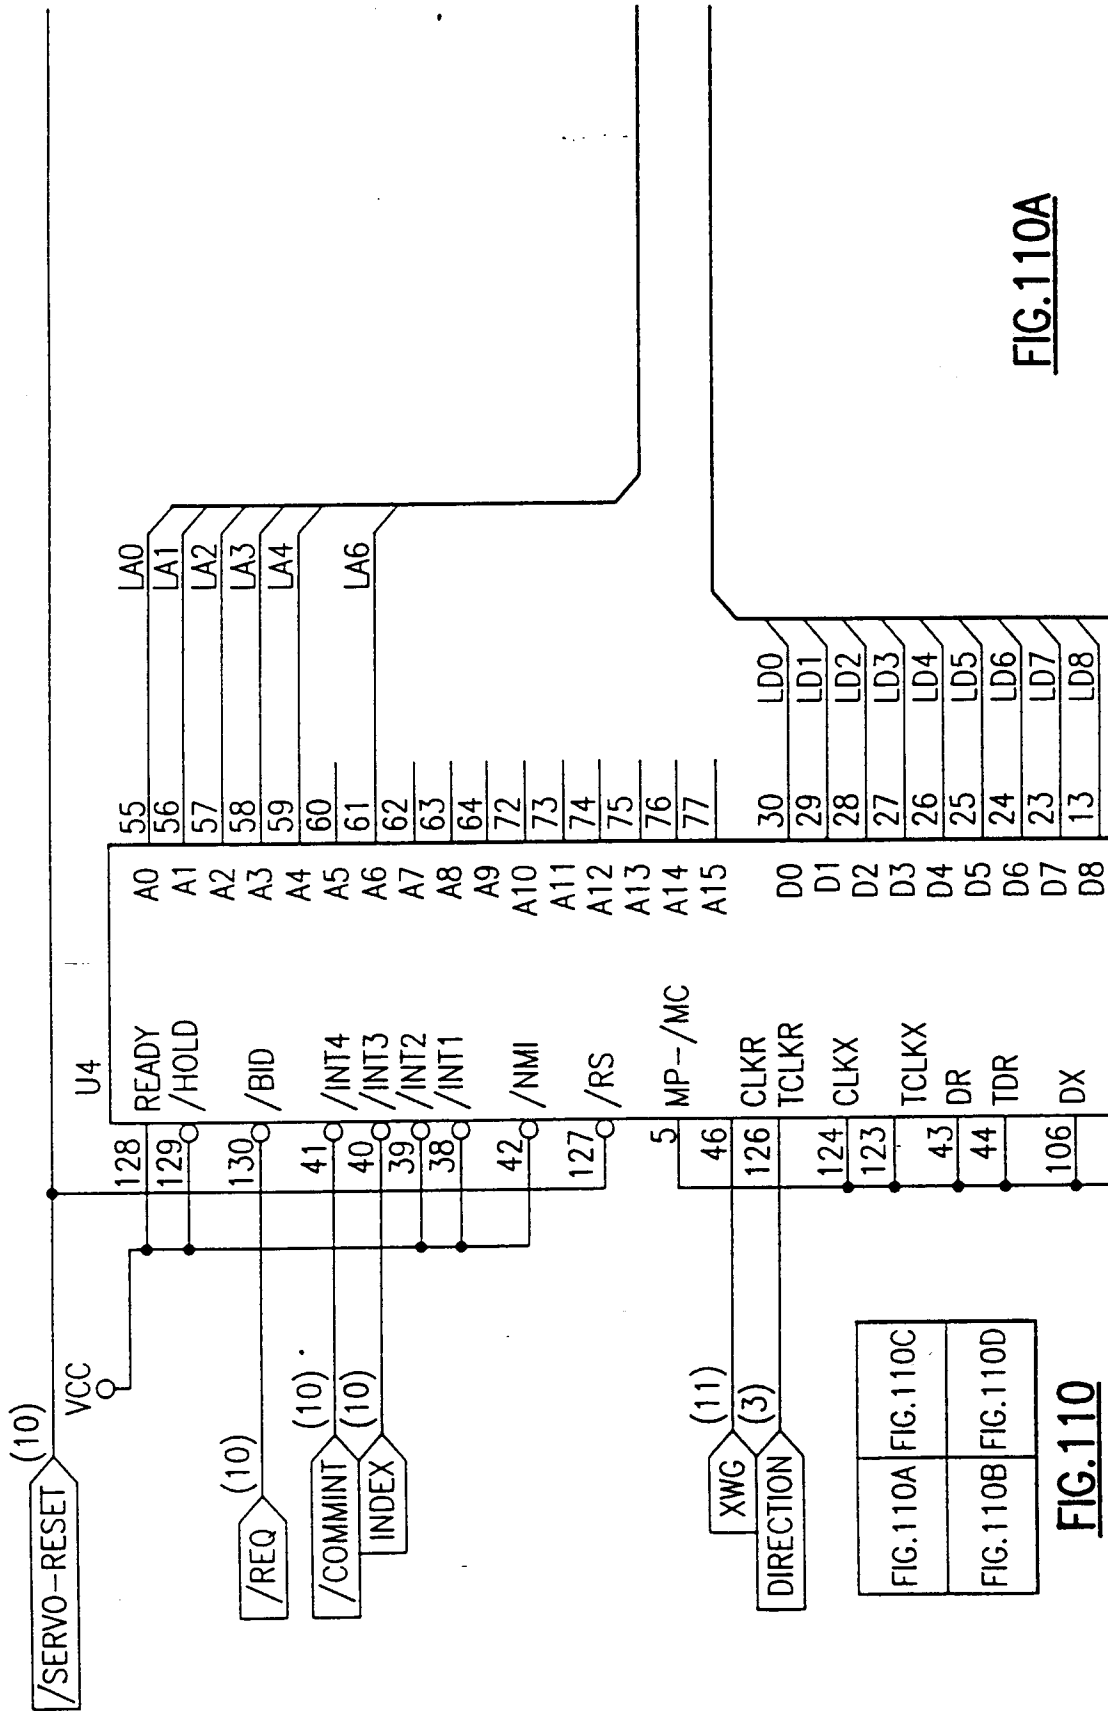 /SERVO-RESET
(10)
VCC
/REQ
(10)
/COMMINT
(10)
INDEX
(10)
XWG
(11)
DIRECTION
(3)
U4
128 READY
129 /HOLD
130 /BID
41 /INT4
40 /INT3
39 /INT2
38 /INT1
42 /NMI
127 /RS
5 MP-/MC
46 CLKR
126 TCLKR
124 CLKX
123 TCLKX
43 DR
44 TDR
106 DX
A0 55 LA0
A1 56 LA1
A2 57 LA2
A3 58 LA3
A4 59 LA4
A5 60
A6 61 LA6
A7 62
A8 63
A9 64
A10 72
A11 73
A12 74
A13 75
A14 76
A15 77
D0 30 LD0
D1 29 LD1
D2 28 LD2
D3 27 LD3
D4 26 LD4
D5 25 LD5
D6 24 LD6
D7 23 LD7
D8 13 LD8
FIG.110A FIG.110C
FIG.110B FIG.110D
FIG.110
FIG.110A